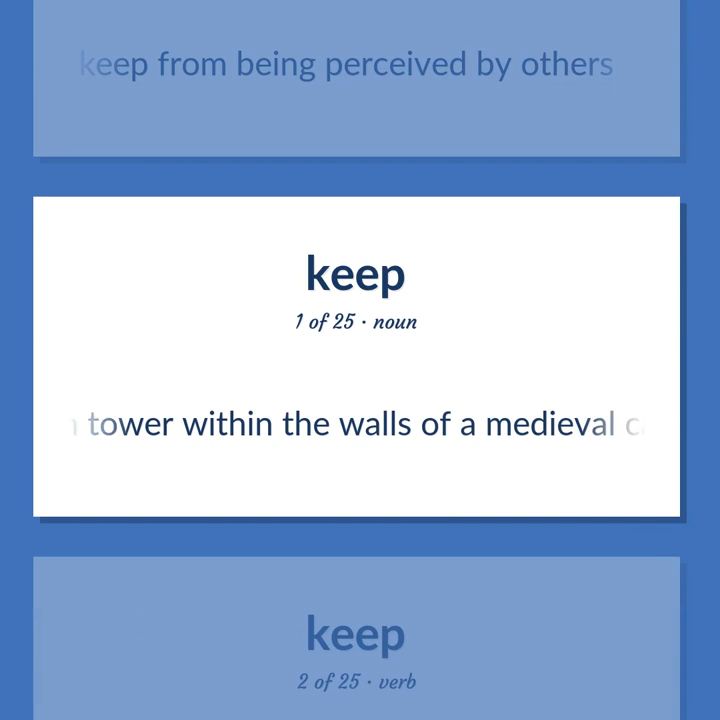 keep from being perceived by others
keep
1 of 25 · noun
tower within the walls of a medieval
keep
2 of 25 · verb